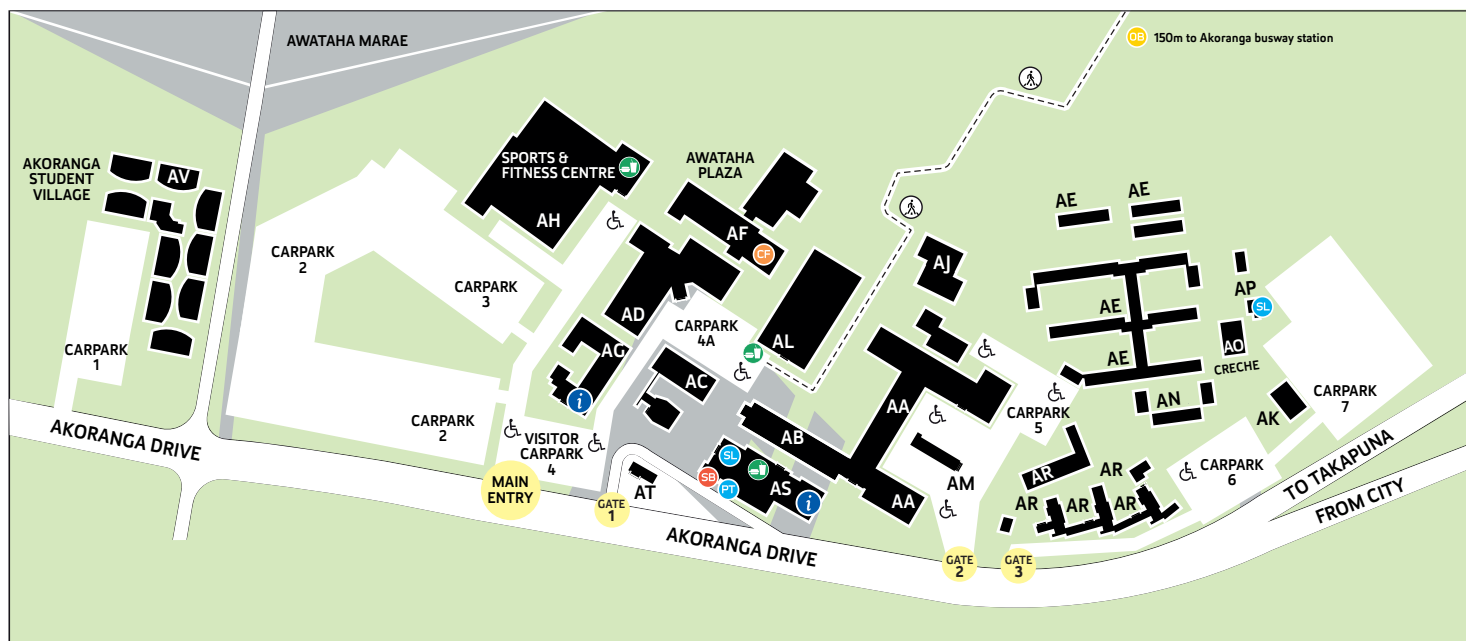 AWATAHA MARAE
OB
150m to Akoranga busway station
AKORANGA
STUDENT
VILLAGE
AV
SPORTS &
FITNESS CENTRE
AH
AWATAHA
PLAZA
AF
CF
AE
AE
AJ
AP
SL
CARPARK
1
CARPARK
2
CARPARK
3
AD
CARPARK
4A
AL
AE
AO
CRECHE
AE
AG
AC
i
AA
CARPARK
5
AN
AK
CARPARK
7
CARPARK
2
VISITOR
CARPARK
4
AB
AKORANGA DRIVE
MAIN
ENTRY
GATE
1
AT
SL
SB
PT
AS
i
AA
AM
AR
AR
AR
AR
AR
CARPARK
6
TO TAKAPUNA
FROM CITY
AKORANGA DRIVE
GATE
2
GATE
3